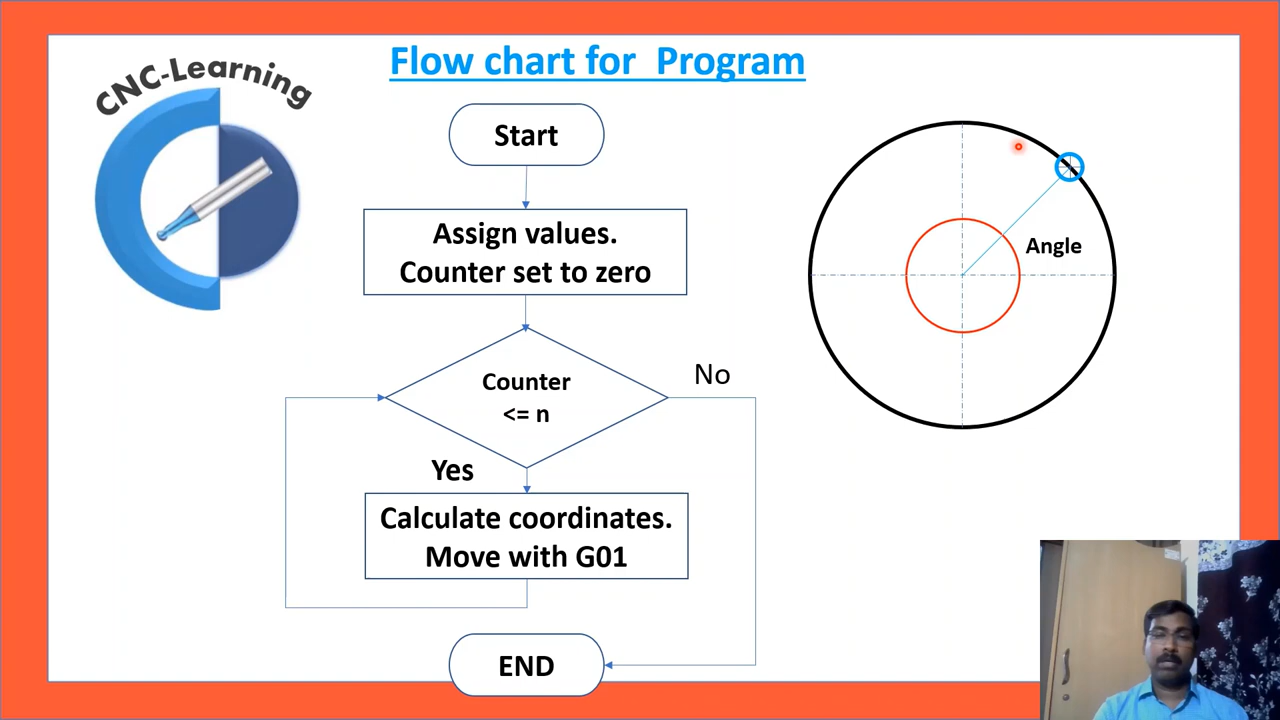 CNC-Learning
Flow chart for Program
Start
Assign values.
Counter set to zero
Counter
<= n
No
Yes
Calculate coordinates.
Move with G01
END
Angle